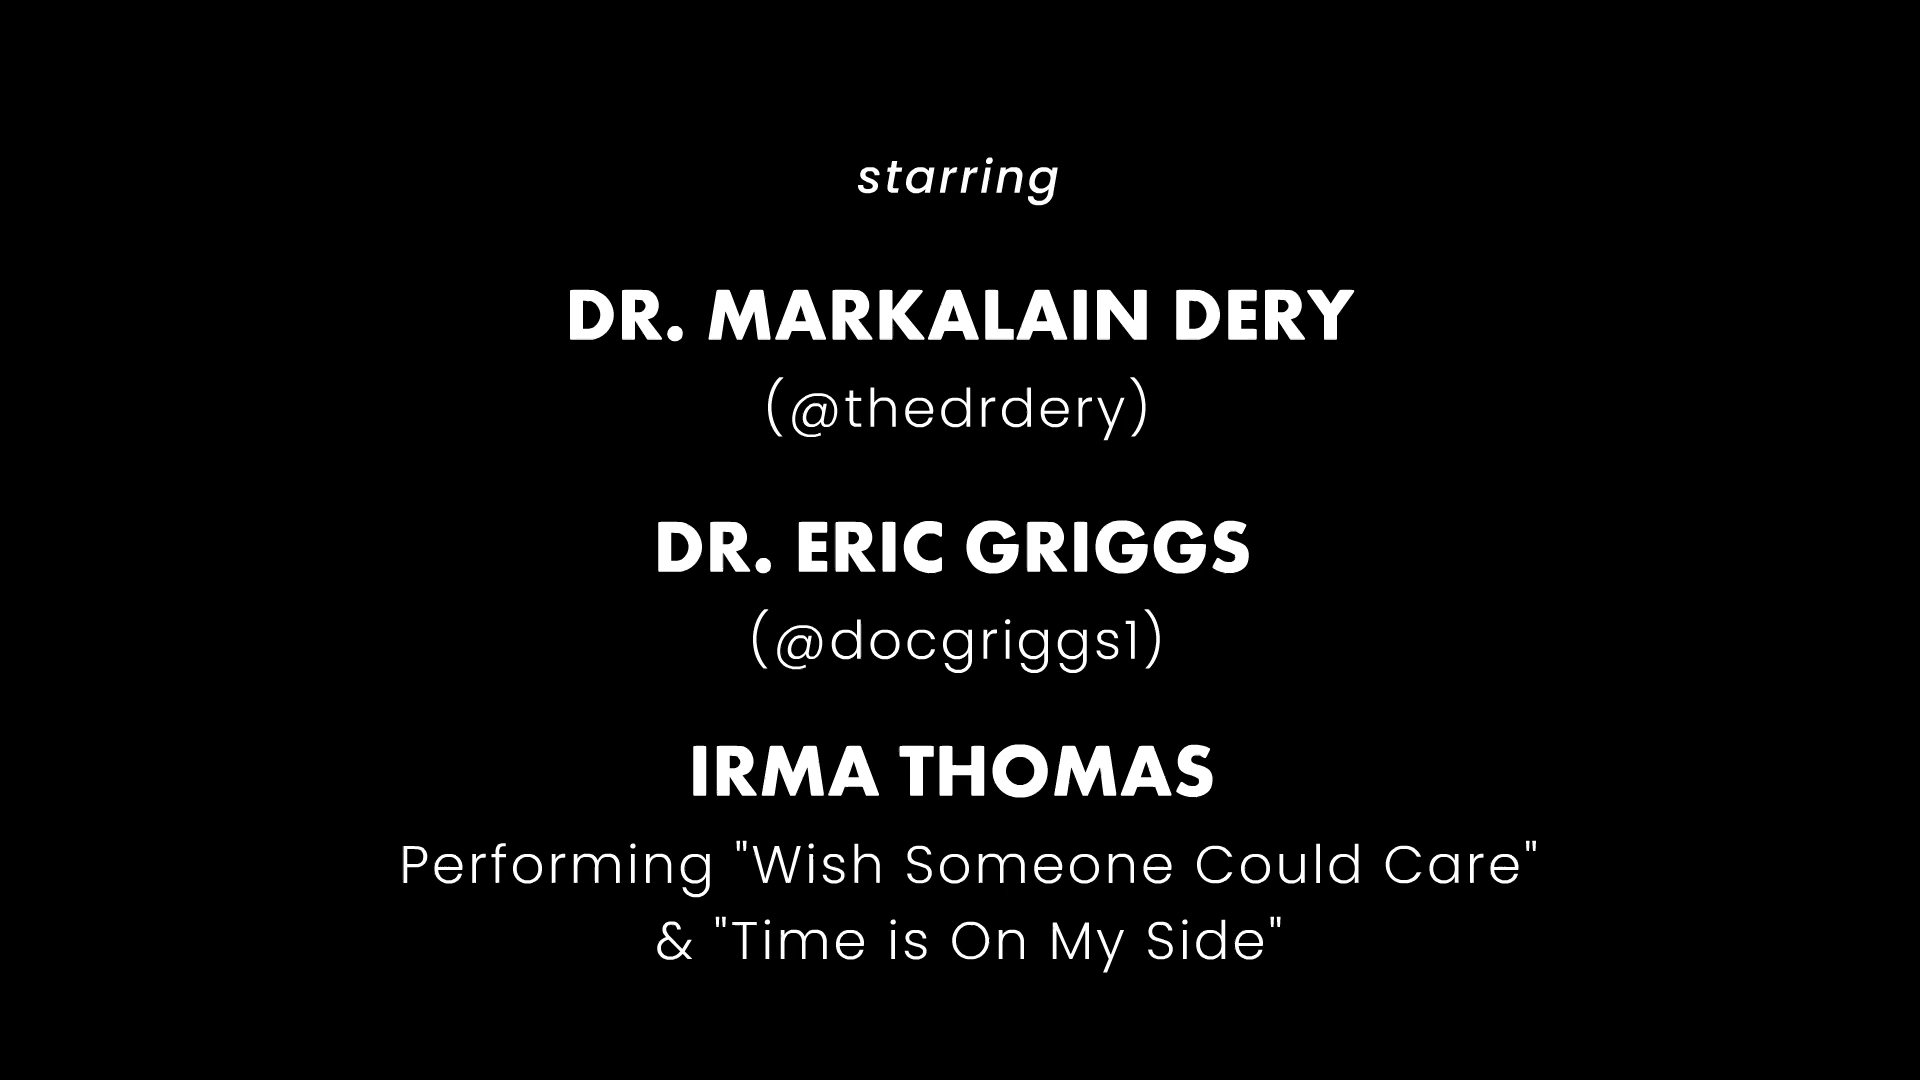 starring
DR. MARKALAIN DERY
(@thedrdery)
DR. ERIC GRIGGS
(@docgriggs1)
IRMA THOMAS
Performing "Wish Someone Could Care"
& "Time is On My Side"